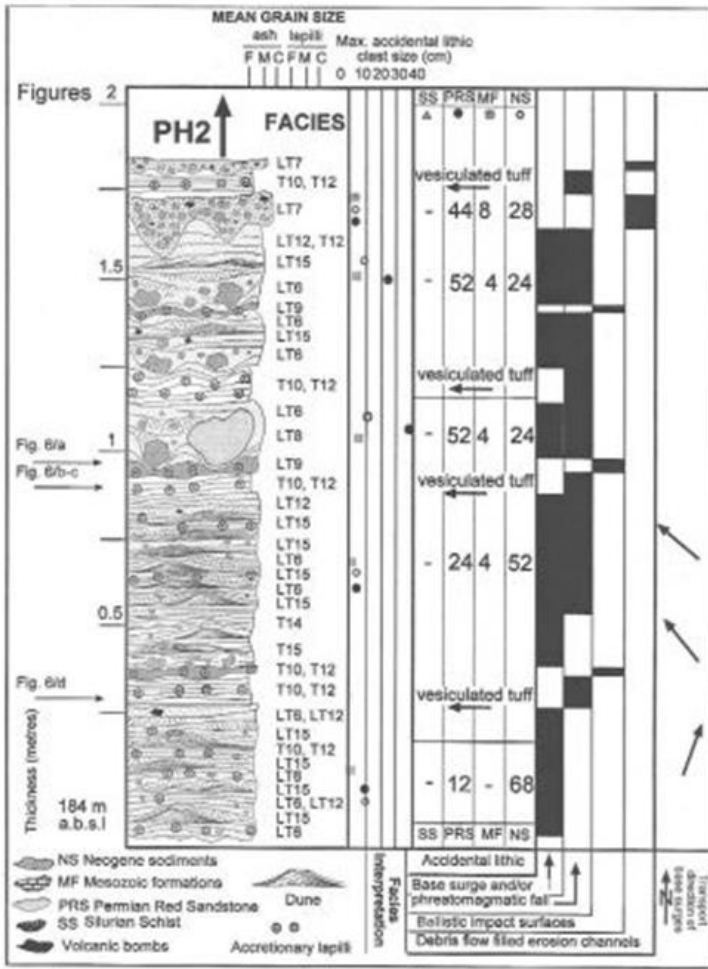 MEAN GRAIN SIZE
ash lapilli
F M C F M C
Max. accidental lithic
clast size (cm)
0 10 20 30 40
Figures 2
PH2
FACIES
SS PRS MF NS
LT7
T10, T12
vesiculated tuff
LT7
- 44 8 28
LT12, T12
LT15
1.5
LT6
- 52 4 24
LT9
LT6
LT15
LT6
vesiculated tuff
T10, T12
LT6
LT8
- 52 4 24
1
Fig. 6/a
LT9
Fig. 6/b-c
T10, T12
vesiculated tuff
LT12
LT15
LT15
LT6
- 24 4 52
LT15
LT6
LT15
0.5
T14
T15
T10, T12
Fig. 6/d
T10, T12
vesiculated tuff
LT6, LT12
LT15
T10, T12
LT15
LT6
- 12 - 68
LT15
LT6, LT12
LT15
LT6
SS PRS MF NS
Thickness (metres)
184 m
a.b.s.l
NS Neogene sediments
MF Mesozoic formations
PRS Permian Red Sandstone
SS Silurian Schist
Volcanic bombs
Dune
Accretionary lapilli
Facies
Interpretation
Accidental lithic
Base surge and/or
phreatomagmatic fall
Ballistic impact surfaces
Debris flow filled erosion channels
N
Transport
direction of
base surges